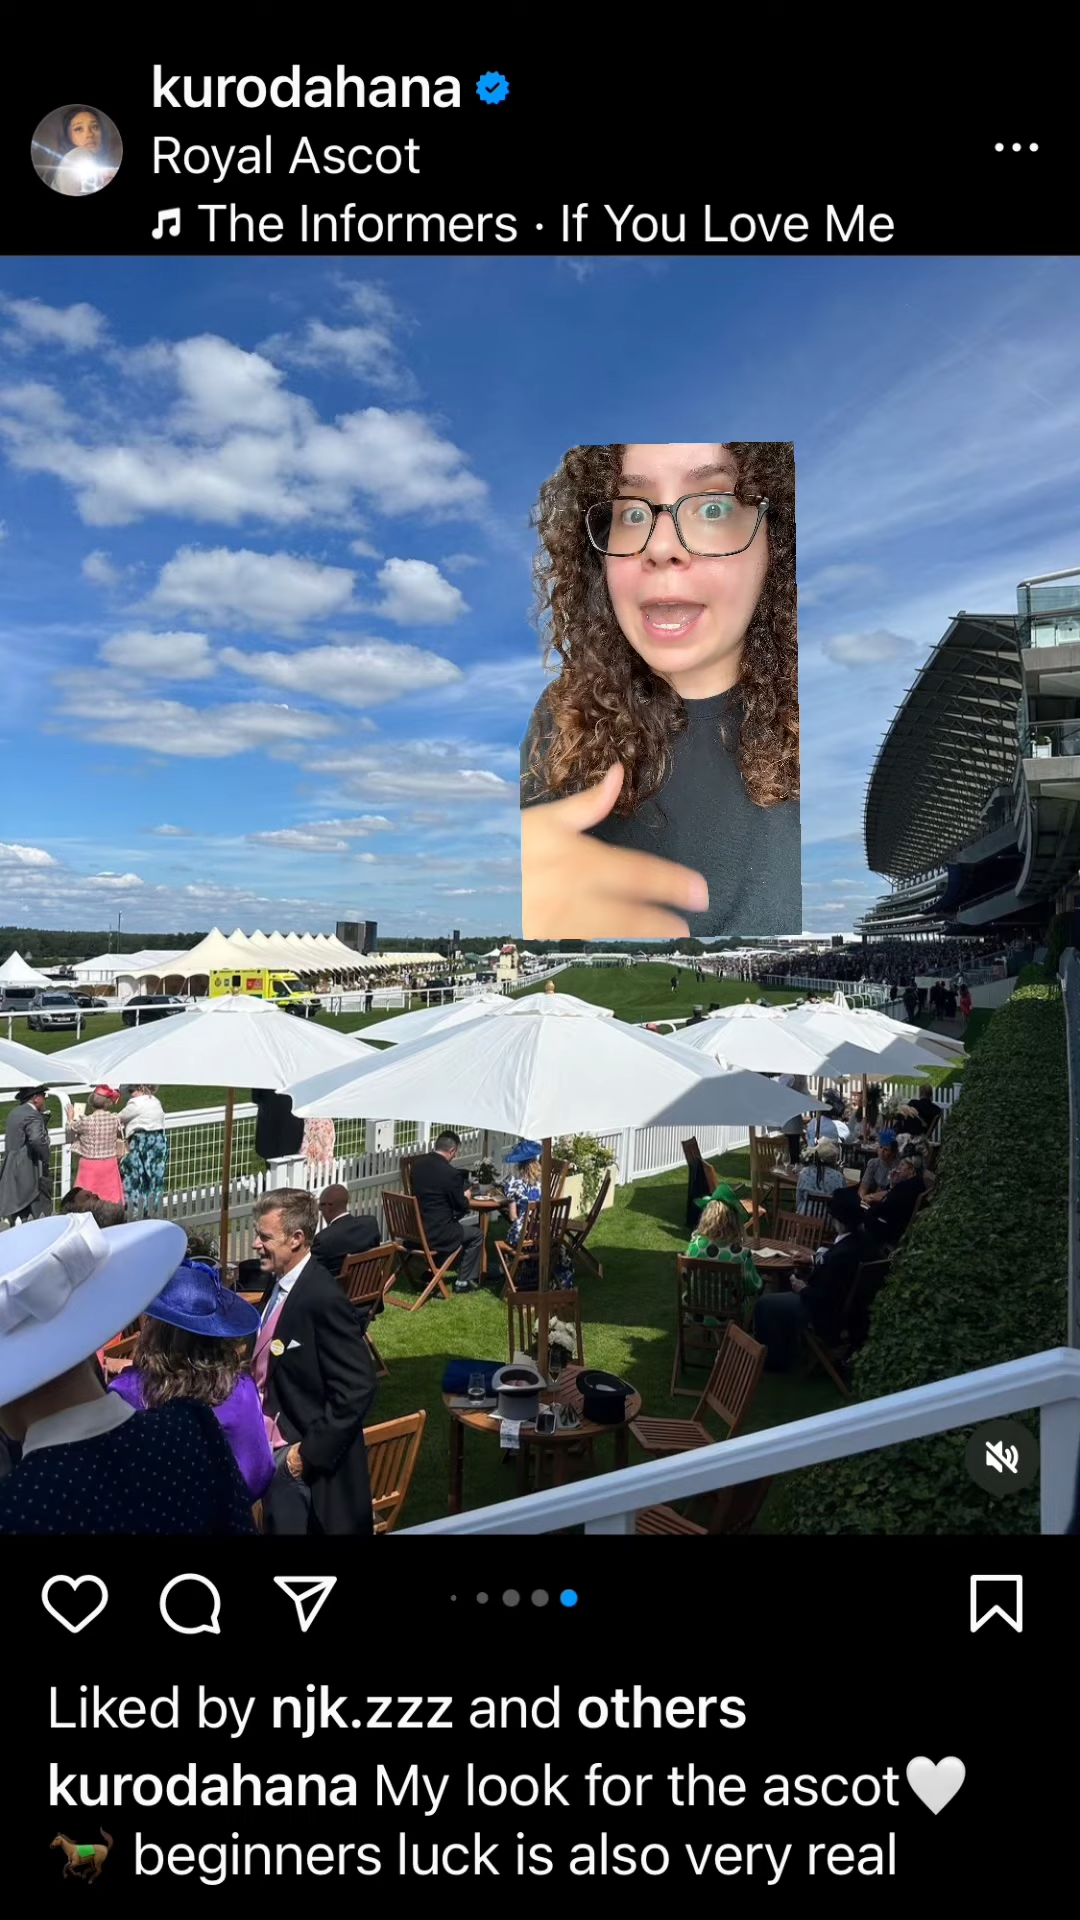 kurodahana
Royal Ascot
The Informers · If You Love Me
Liked by njk.zzz and others
kurodahana My look for the ascot🤍
🐎 beginners luck is also very real